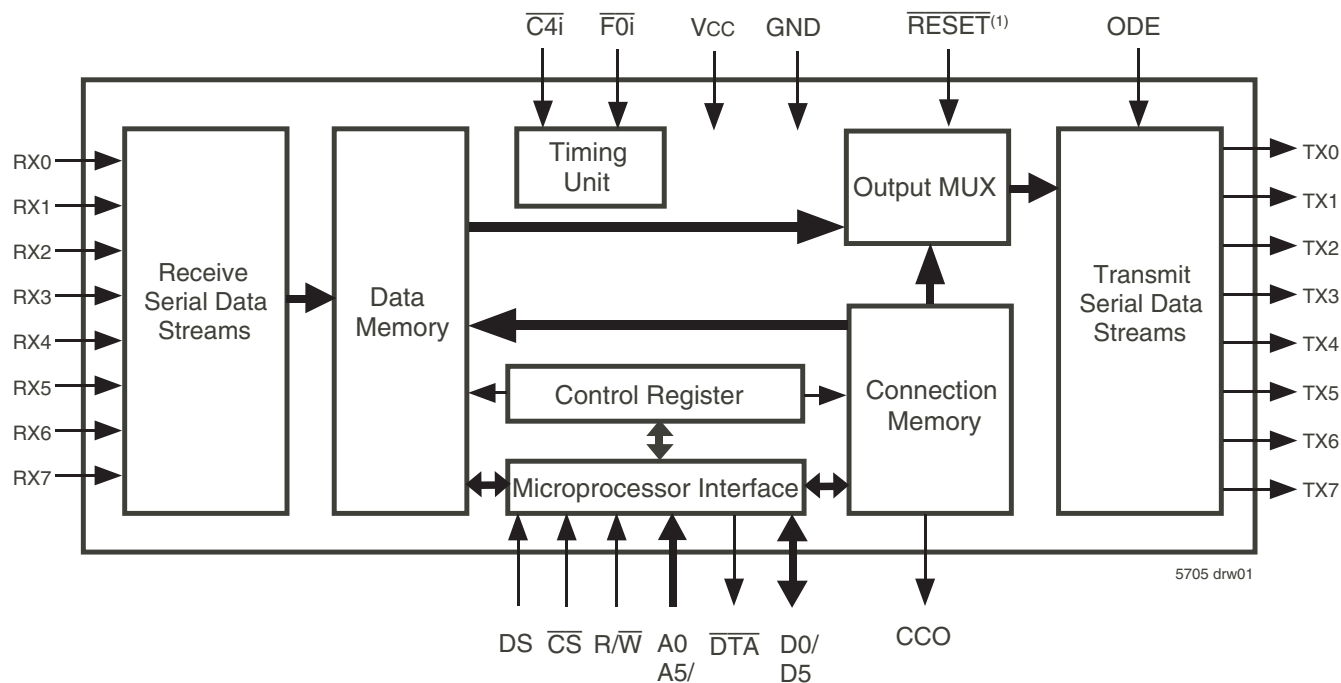 C4i F0i VCC GND RESET(1) ODE
RX0
RX1
RX2
RX3
RX4
RX5
RX6
RX7
Receive
Serial Data
Streams
Data
Memory
Timing
Unit
Output MUX
Control Register
Microprocessor Interface
Connection
Memory
Transmit
Serial Data
Streams
TX0
TX1
TX2
TX3
TX4
TX5
TX6
TX7
5705 drw01
DS CS R/W A0 DTA D0/ CCO
A5/ D5